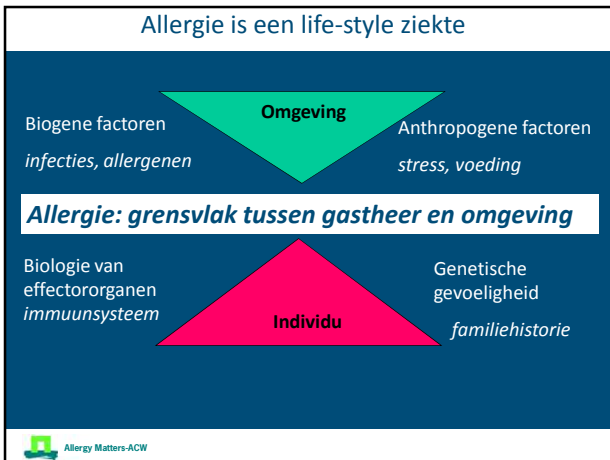 Allergie is een life-style ziekte
Omgeving
Biogene factoren
infecties, allergenen
Anthropogene factoren
stress, voeding
Allergie: grensvlak tussen gastheer en omgeving
Biologie van
effectororganen
immuunsysteem
Individu
Genetische
gevoeligheid
familiehistorie
Allergy Matters-ACW